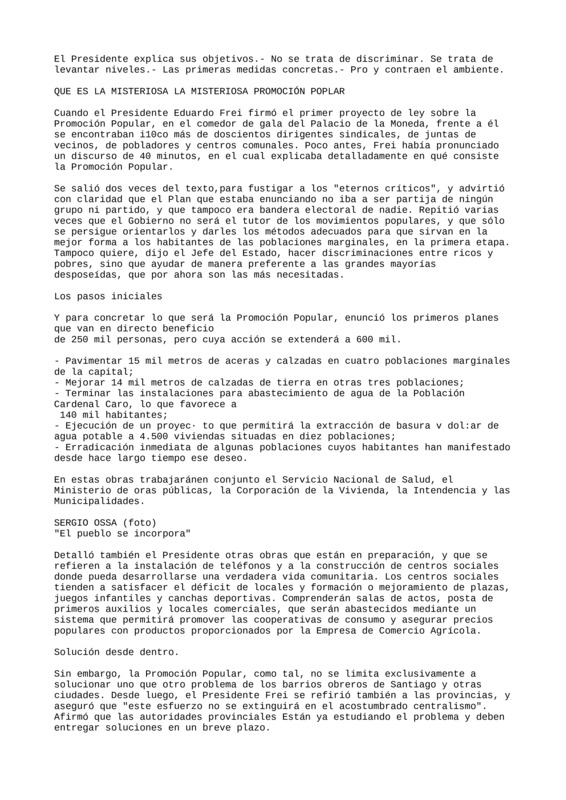 El Presidente explica sus objetivos.- No se trata de discriminar. Se trata de
levantar niveles.- Las primeras medidas concretas.- Pro y contraen el ambiente.
QUE ES LA MISTERIOSA LA MISTERIOSA PROMOCIÓN POPLAR
Cuando el Presidente Eduardo Frei firmó el primer proyecto de ley sobre la
Promoción Popular, en el comedor de gala del Palacio de la Moneda, frente a él
se encontraban i10co más de doscientos dirigentes sindicales, de juntas de
vecinos, de pobladores y centros comunales. Poco antes, Frei había pronunciado
un discurso de 40 minutos, en el cual explicaba detalladamente en qué consiste
la Promoción Popular.
Se salió dos veces del texto,para fustigar a los "eternos críticos", y advirtió
con claridad que el Plan que estaba enunciando no iba a ser partija de ningún
grupo ni partido, y que tampoco era bandera electoral de nadie. Repitió varias
veces que el Gobierno no será el tutor de los movimientos populares, y que sólo
se persigue orientarlos y darles los métodos adecuados para que sirvan en la
mejor forma a los habitantes de las poblaciones marginales, en la primera etapa.
Tampoco quiere, dijo el Jefe del Estado, hacer discriminaciones entre ricos y
pobres, sino que ayudar de manera preferente a las grandes mayorías
desposeídas, que por ahora son las más necesitadas.
Los pasos iniciales
Y para concretar lo que será la Promoción Popular, enunció los primeros planes
que van en directo beneficio
de 250 mil personas, pero cuya acción se extenderá a 600 mil.
- Pavimentar 15 mil metros de aceras y calzadas en cuatro poblaciones marginales
de la capital;
- Mejorar 14 mil metros de calzadas de tierra en otras tres poblaciones;
- Terminar las instalaciones para abastecimiento de agua de la Población
Cardenal Caro, lo que favorece a
140 mil habitantes;
- Ejecución de un proyec· to que permitirá la extracción de basura v dol:ar de
agua potable a 4.500 viviendas situadas en diez poblaciones;
- Erradicación inmediata de algunas poblaciones cuyos habitantes han manifestado
desde hace largo tiempo ese deseo.
En estas obras trabajaránen conjunto el Servicio Nacional de Salud, el
Ministerio de oras públicas, la Corporación de la Vivienda, la Intendencia y las
Municipalidades.
SERGIO OSSA (foto)
"El pueblo se incorpora"
Detalló también el Presidente otras obras que están en preparación, y que se
refieren a la instalación de teléfonos y a la construcción de centros sociales
donde pueda desarrollarse una verdadera vida comunitaria. Los centros sociales
tienden a satisfacer el déficit de locales y formación o mejoramiento de plazas,
juegos infantiles y canchas deportivas. Comprenderán salas de actos, posta de
primeros auxilios y locales comerciales, que serán abastecidos mediante un
sistema que permitirá promover las cooperativas de consumo y asegurar precios
populares con productos proporcionados por la Empresa de Comercio Agrícola.
Solución desde dentro.
Sin embargo, la Promoción Popular, como tal, no se limita exclusivamente a
solucionar uno que otro problema de los barrios obreros de Santiago y otras
ciudades. Desde luego, el Presidente Frei se refirió también a las provincias, y
aseguró que "este esfuerzo no se extinguirá en el acostumbrado centralismo".
Afirmó que las autoridades provinciales Están ya estudiando el problema y deben
entregar soluciones en un breve plazo.